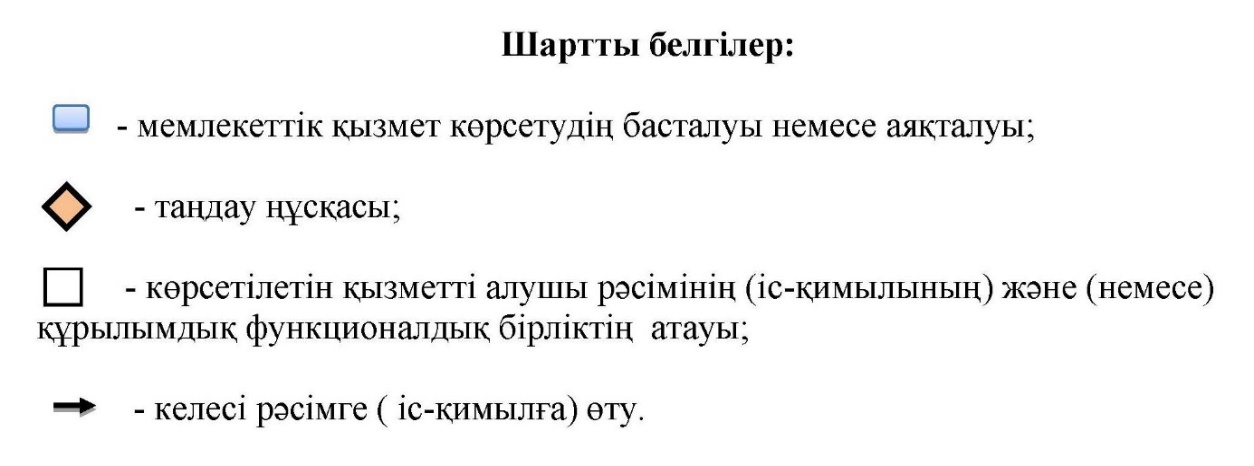 Шартты белгілер:
- мемлекеттік қызмет көрсетудің басталуы немесе аяқталуы;
- таңдау нұсқасы;
- көрсетілетін қызметті алушы рәсімінің (іс-қимылының) және (немесе)
құрылымдық функционалдық бірліктің атауы;
- келесі рәсімге ( іс-қимылға) өту.